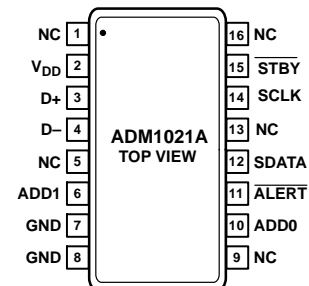 NC 1 16 NC
VDD 2 15 STBY
D+ 3 14 SCLK
D– 4 ADM1021A 13 NC
TOP VIEW
NC 5 12 SDATA
ADD1 6 11 ALERT
GND 7 10 ADD0
GND 8 9 NC